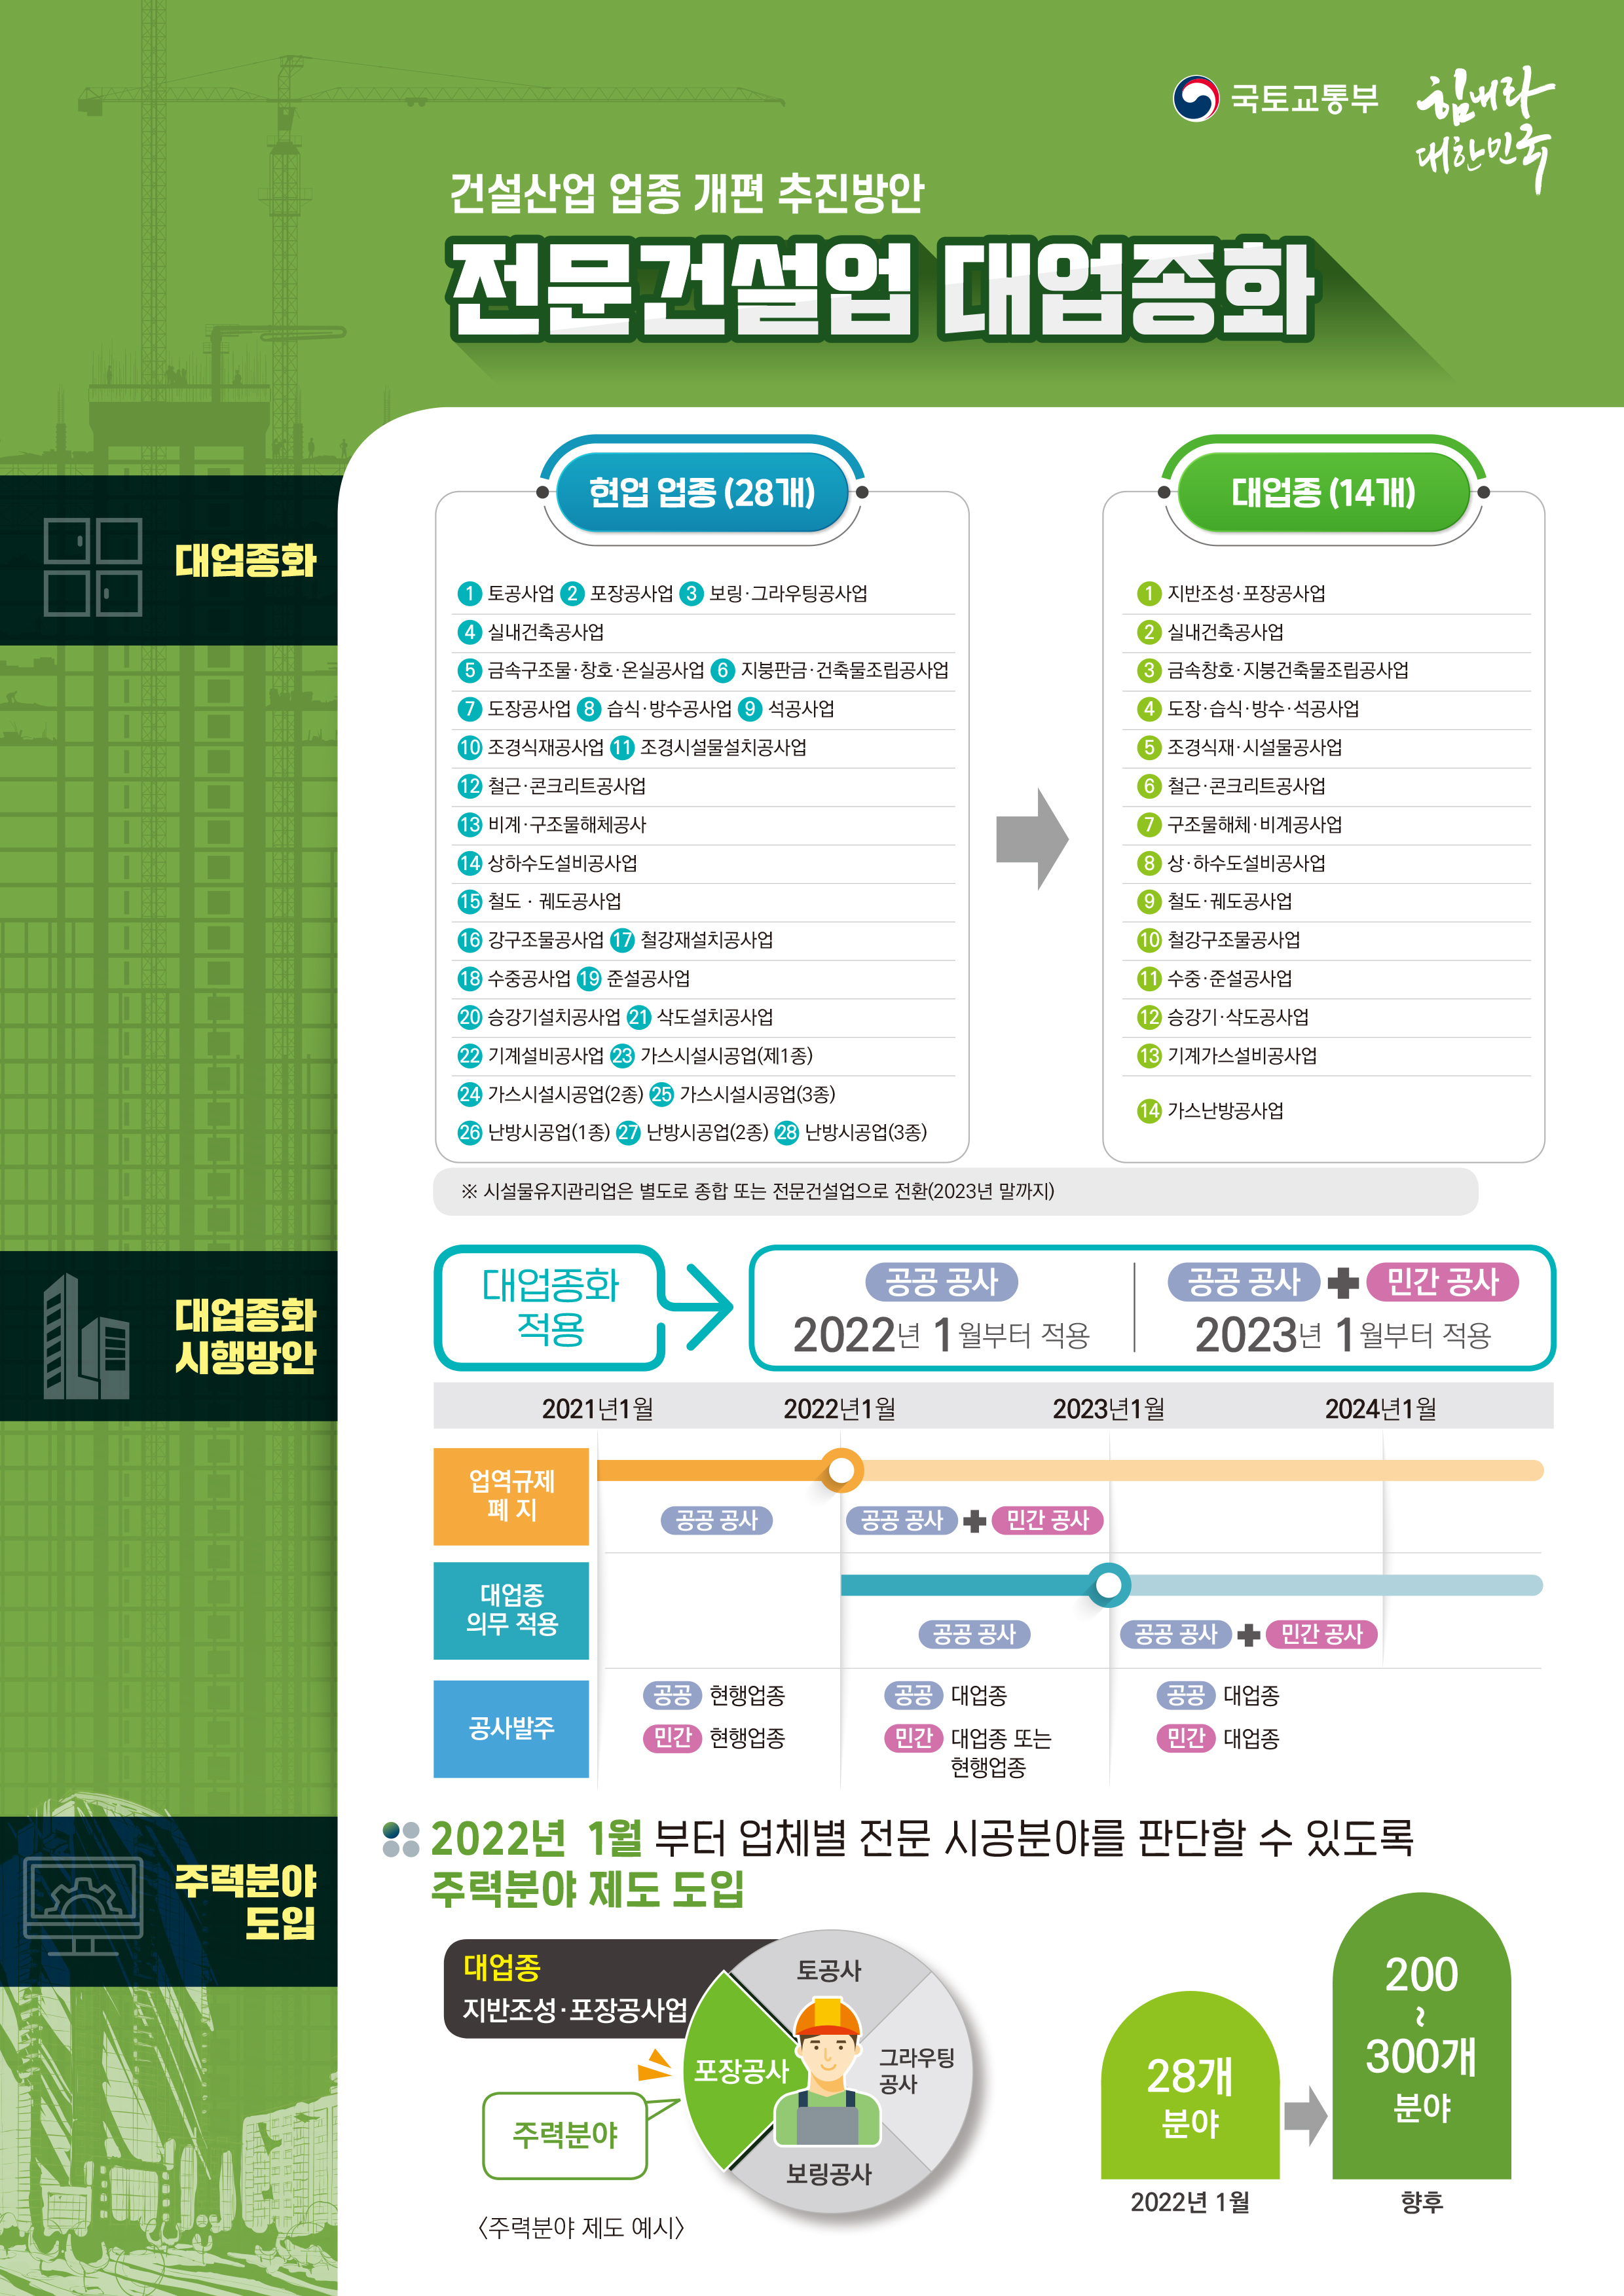 국토교통부
힘내라
대한민국
건설산업 업종 개편 추진방안
전문건설업 대업종화
대업종화
현업 업종 (28개)
1 토공사업 2 포장공사업 3 보링·그라우팅공사업
4 실내건축공사업
5 금속구조물·창호·온실공사업 6 지붕판금·건축물조립공사업
7 도장공사업 8 습식·방수공사업 9 석공사업
10 조경식재공사업 11 조경시설물설치공사업
12 철근·콘크리트공사업
13 비계·구조물해체공사
14 상하수도설비공사업
15 철도 · 궤도공사업
16 강구조물공사업 17 철강재설치공사업
18 수중공사업 19 준설공사업
20 승강기설치공사업 21 삭도설치공사업
22 기계설비공사업 23 가스시설시공업(제1종)
24 가스시설시공업(2종) 25 가스시설시공업(3종)
26 난방시공업(1종) 27 난방시공업(2종) 28 난방시공업(3종)
대업종 (14개)
1 지반조성·포장공사업
2 실내건축공사업
3 금속창호·지붕건축물조립공사업
4 도장·습식·방수·석공사업
5 조경식재·시설물공사업
6 철근·콘크리트공사업
7 구조물해체·비계공사업
8 상·하수도설비공사업
9 철도·궤도공사업
10 철강구조물공사업
11 수중·준설공사업
12 승강기·삭도공사업
13 기계가스설비공사업
14 가스난방공사업
※ 시설물유지관리업은 별도로 종합 또는 전문건설업으로 전환(2023년 말까지)
대업종화
시행방안
대업종화
적용
공공 공사
2022년 1월부터 적용
공공 공사 + 민간 공사
2023년 1월부터 적용
2021년1월 2022년1월 2023년1월 2024년1월
업역규제
폐 지
공공 공사 공공 공사 + 민간 공사
대업종
의무 적용
공공 공사 공공 공사 + 민간 공사
공사발주
공공 현행업종
민간 현행업종
공공 대업종
민간 대업종 또는
현행업종
공공 대업종
민간 대업종
주력분야
도입
2022년 1월 부터 업체별 전문 시공분야를 판단할 수 있도록
주력분야 제도 도입
대업종
지반조성·포장공사업
토공사
포장공사
그라우팅
공사
보링공사
주력분야
〈주력분야 제도 예시〉
28개
분야
2022년 1월
200
~
300개
분야
향후